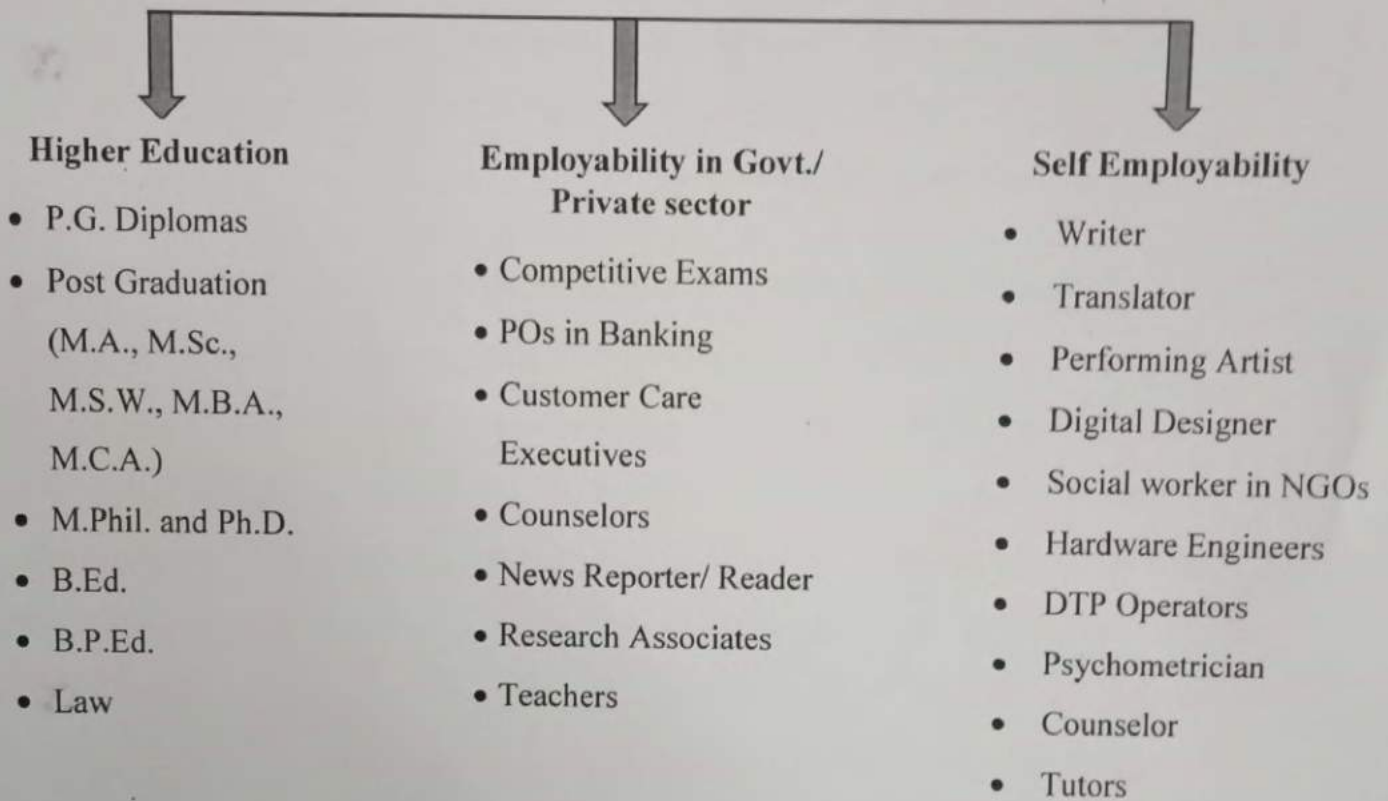 Higher Education
• P.G. Diplomas
• Post Graduation
(M.A., M.Sc.,
M.S.W., M.B.A.,
M.C.A.)
• M.Phil. and Ph.D.
• B.Ed.
• B.P.Ed.
• Law
Employability in Govt./
Private sector
• Competitive Exams
• POs in Banking
• Customer Care
Executives
• Counselors
• News Reporter/ Reader
• Research Associates
• Teachers
Self Employability
• Writer
• Translator
• Performing Artist
• Digital Designer
• Social worker in NGOs
• Hardware Engineers
• DTP Operators
• Psychometrician
• Counselor
• Tutors